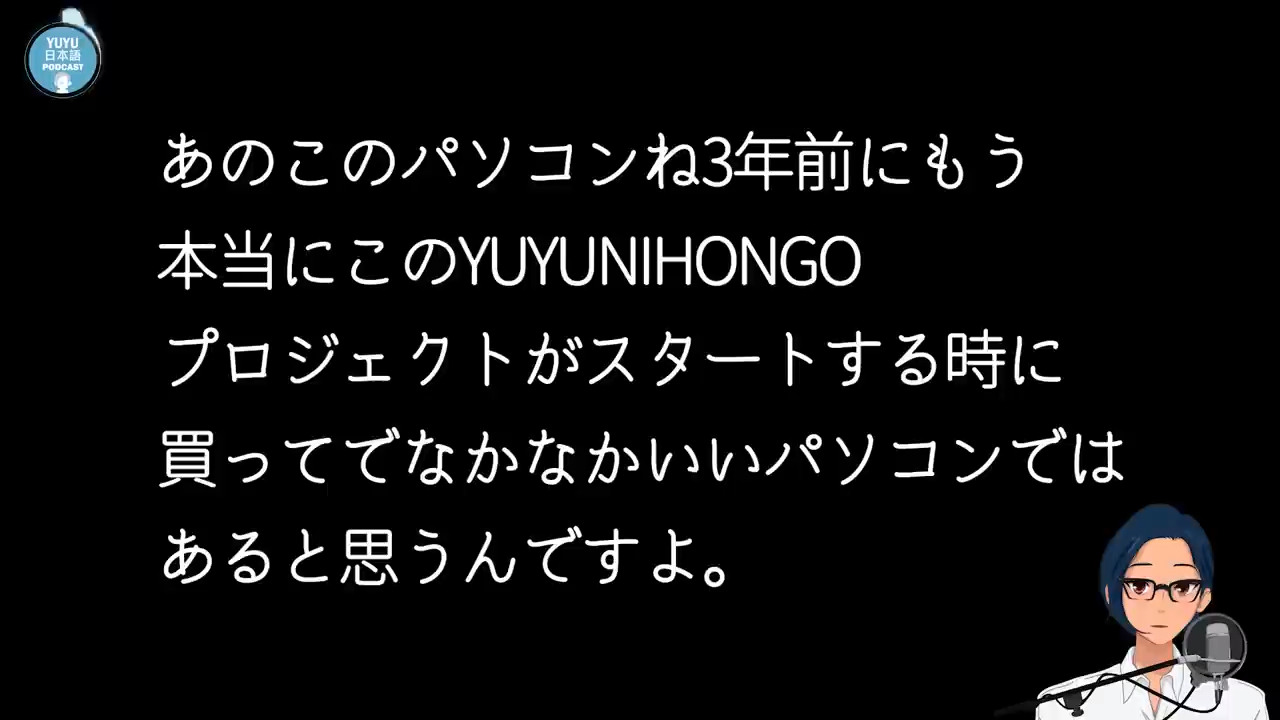 YUYU
日本語
PODCAST
あのこのパソコンね3年前にもう
本当にこのYUYUNIHONGO
プロジェクトがスタートする時に
買ってでなかなかいいパソコンでは
あると思うんですよ。